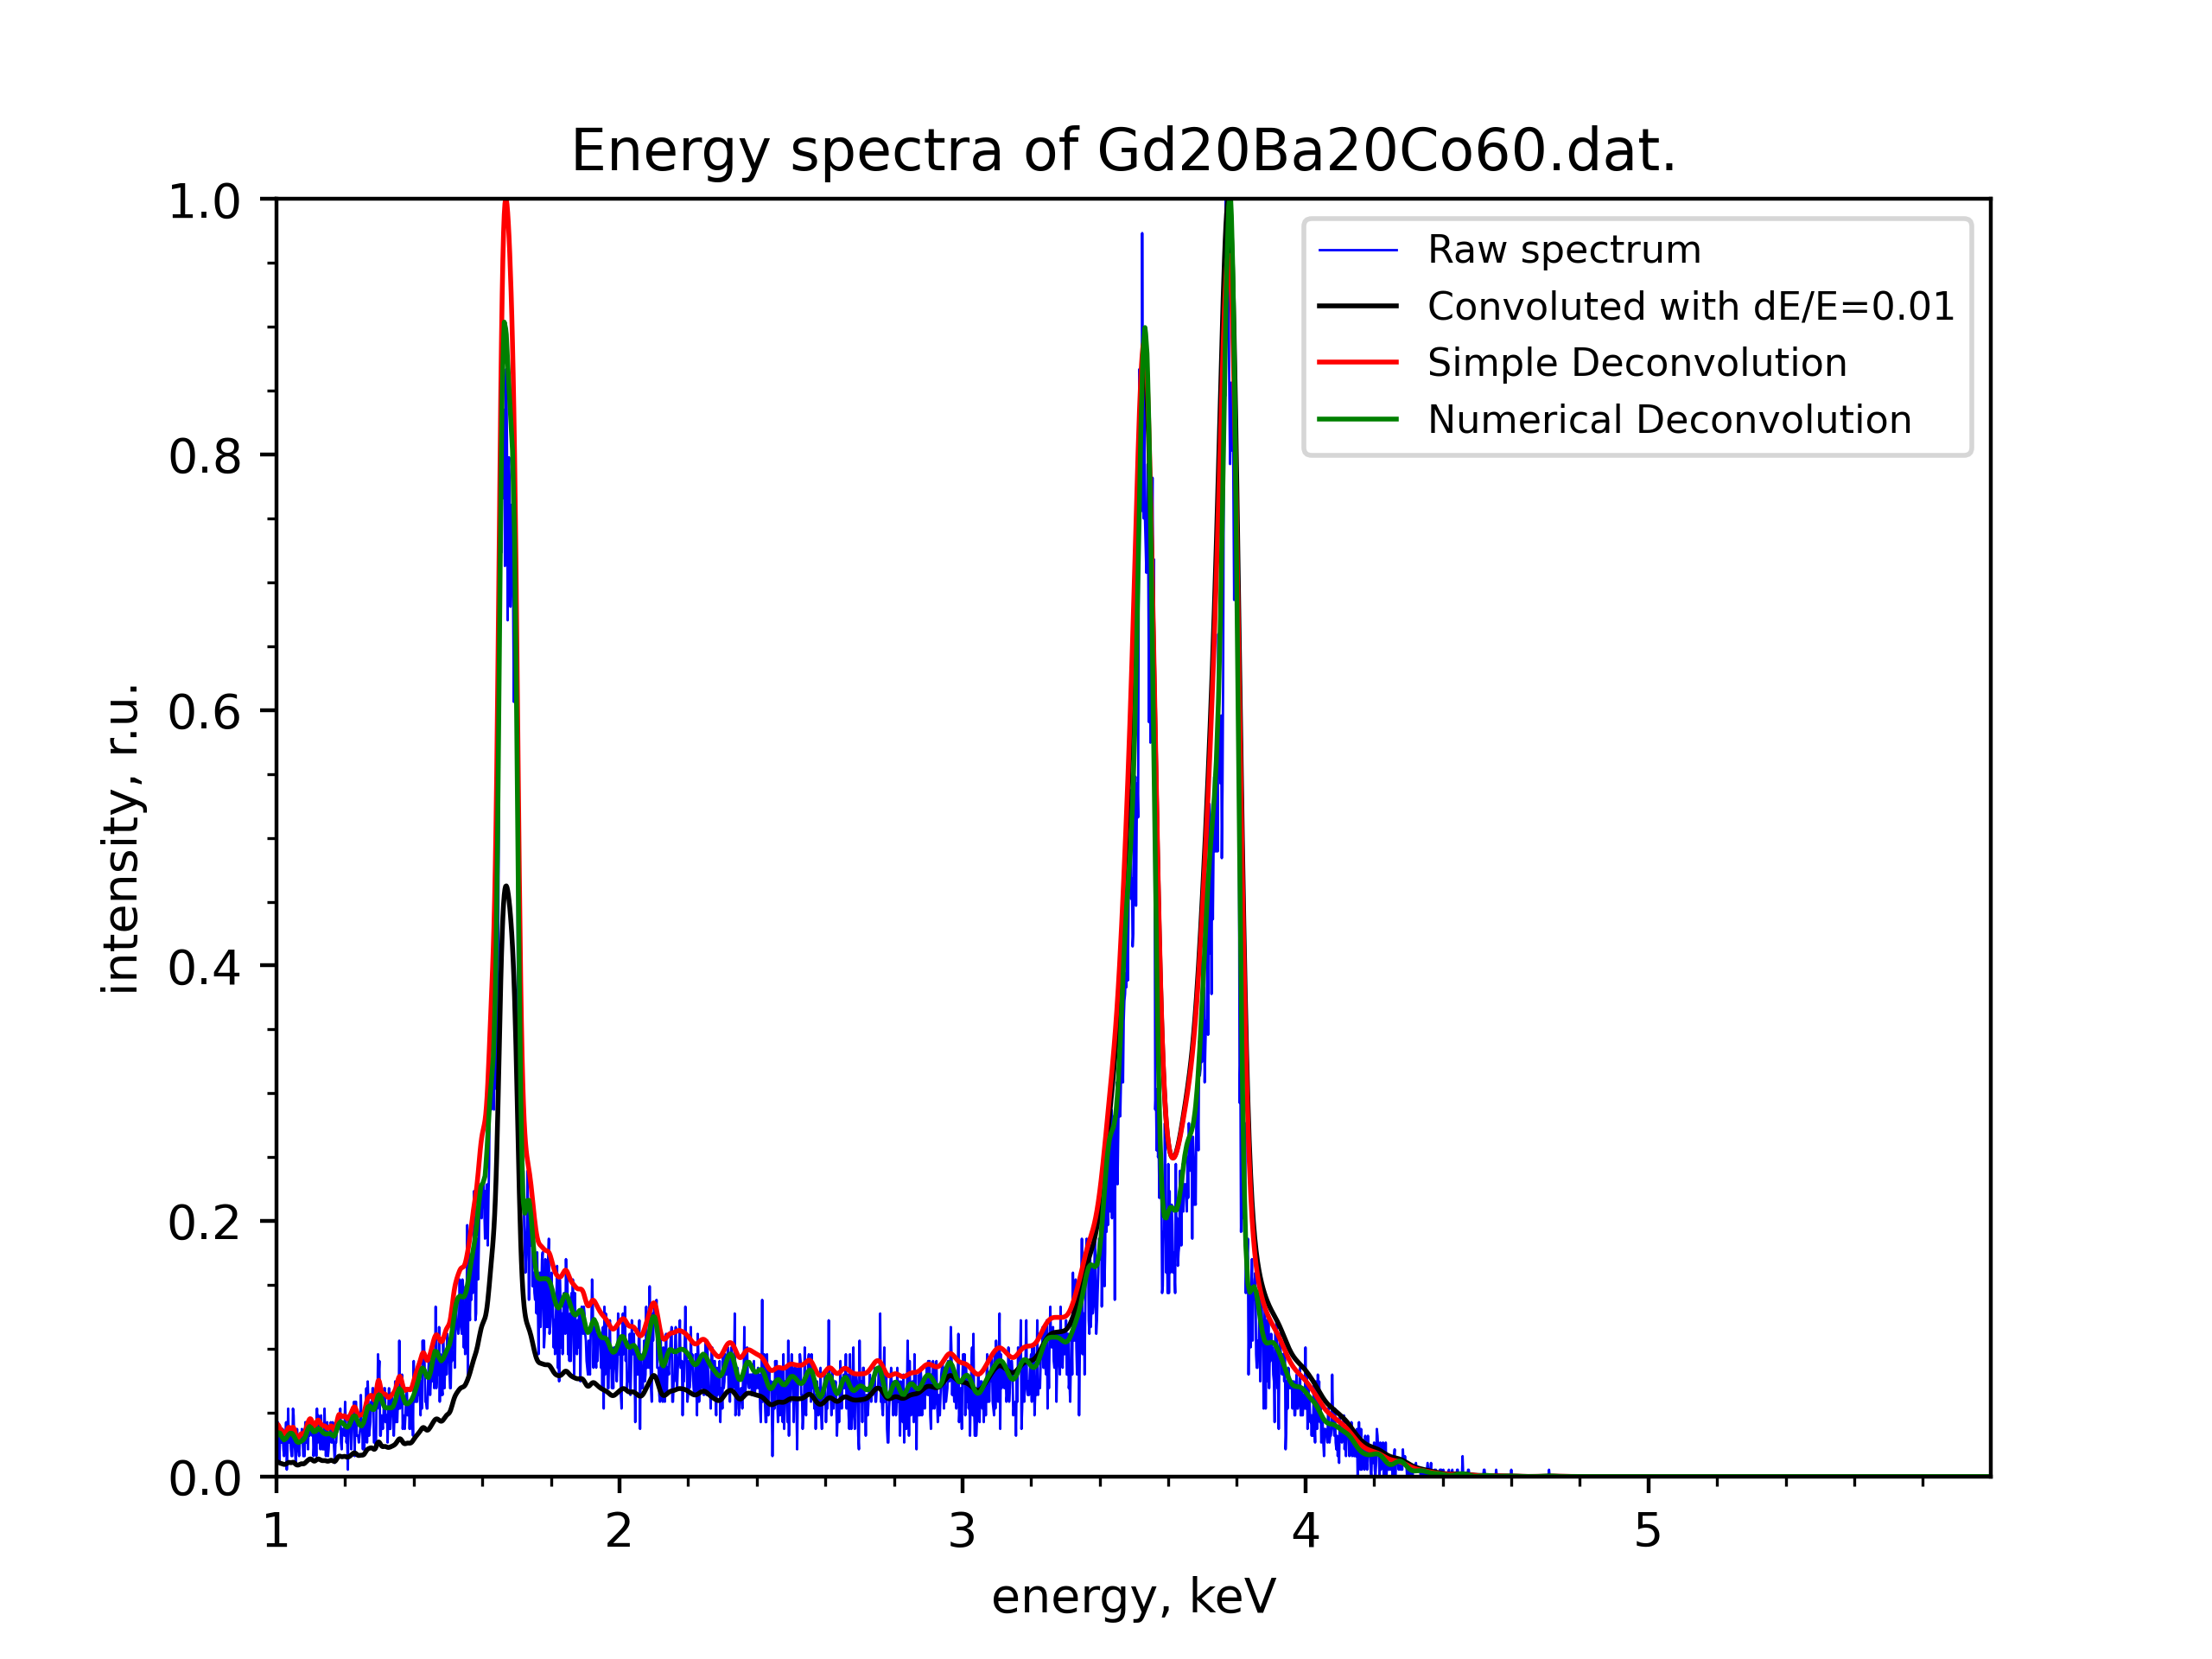 Energy spectra of Gd20Ba20Co60.dat.
1.0
0.8
0.6
0.4
0.2
0.0
intensity, r.u.
Raw spectrum
Convoluted with dE/E=0.01
Simple Deconvolution
Numerical Deconvolution
1 2 3 4 5
energy, keV